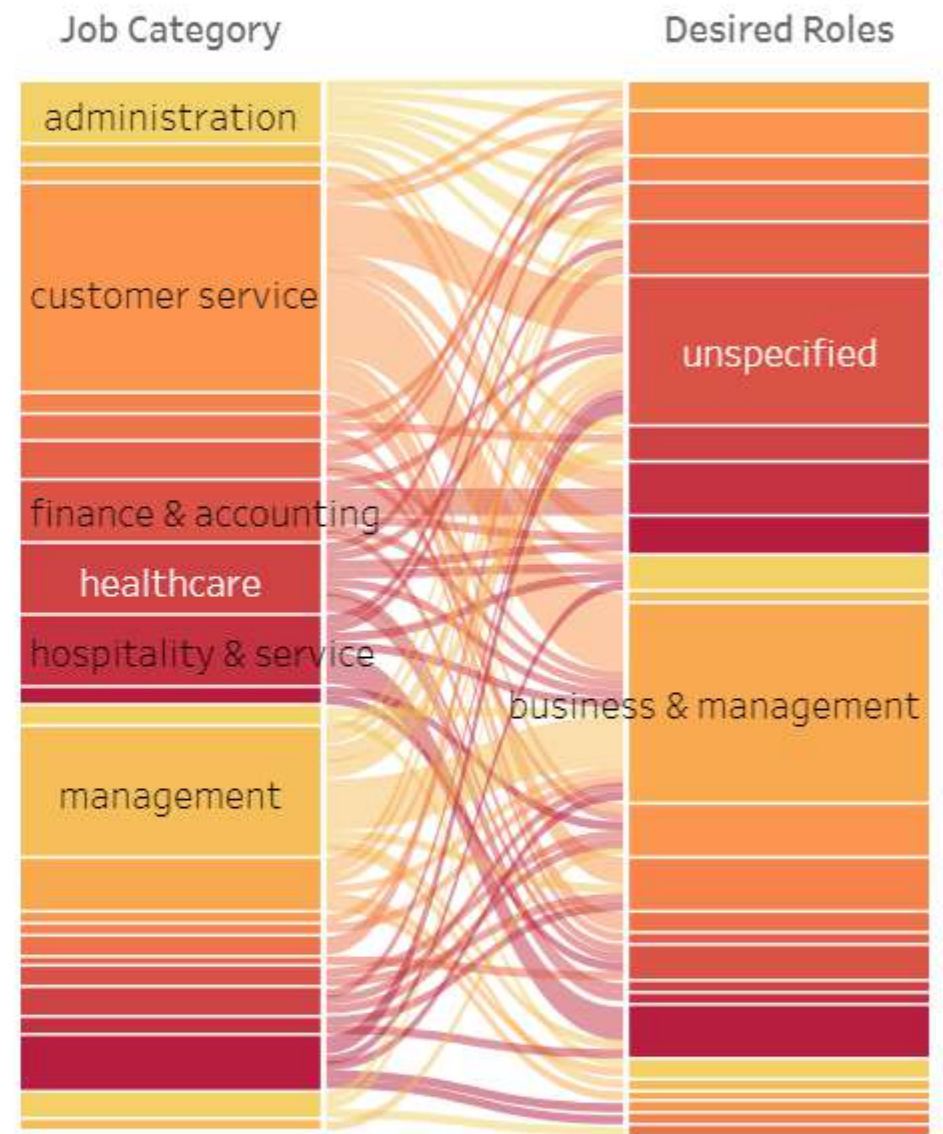 Job Category
Desired Roles
administration
customer service
unspecified
finance & accounting
healthcare
hospitality & service
business & management
management